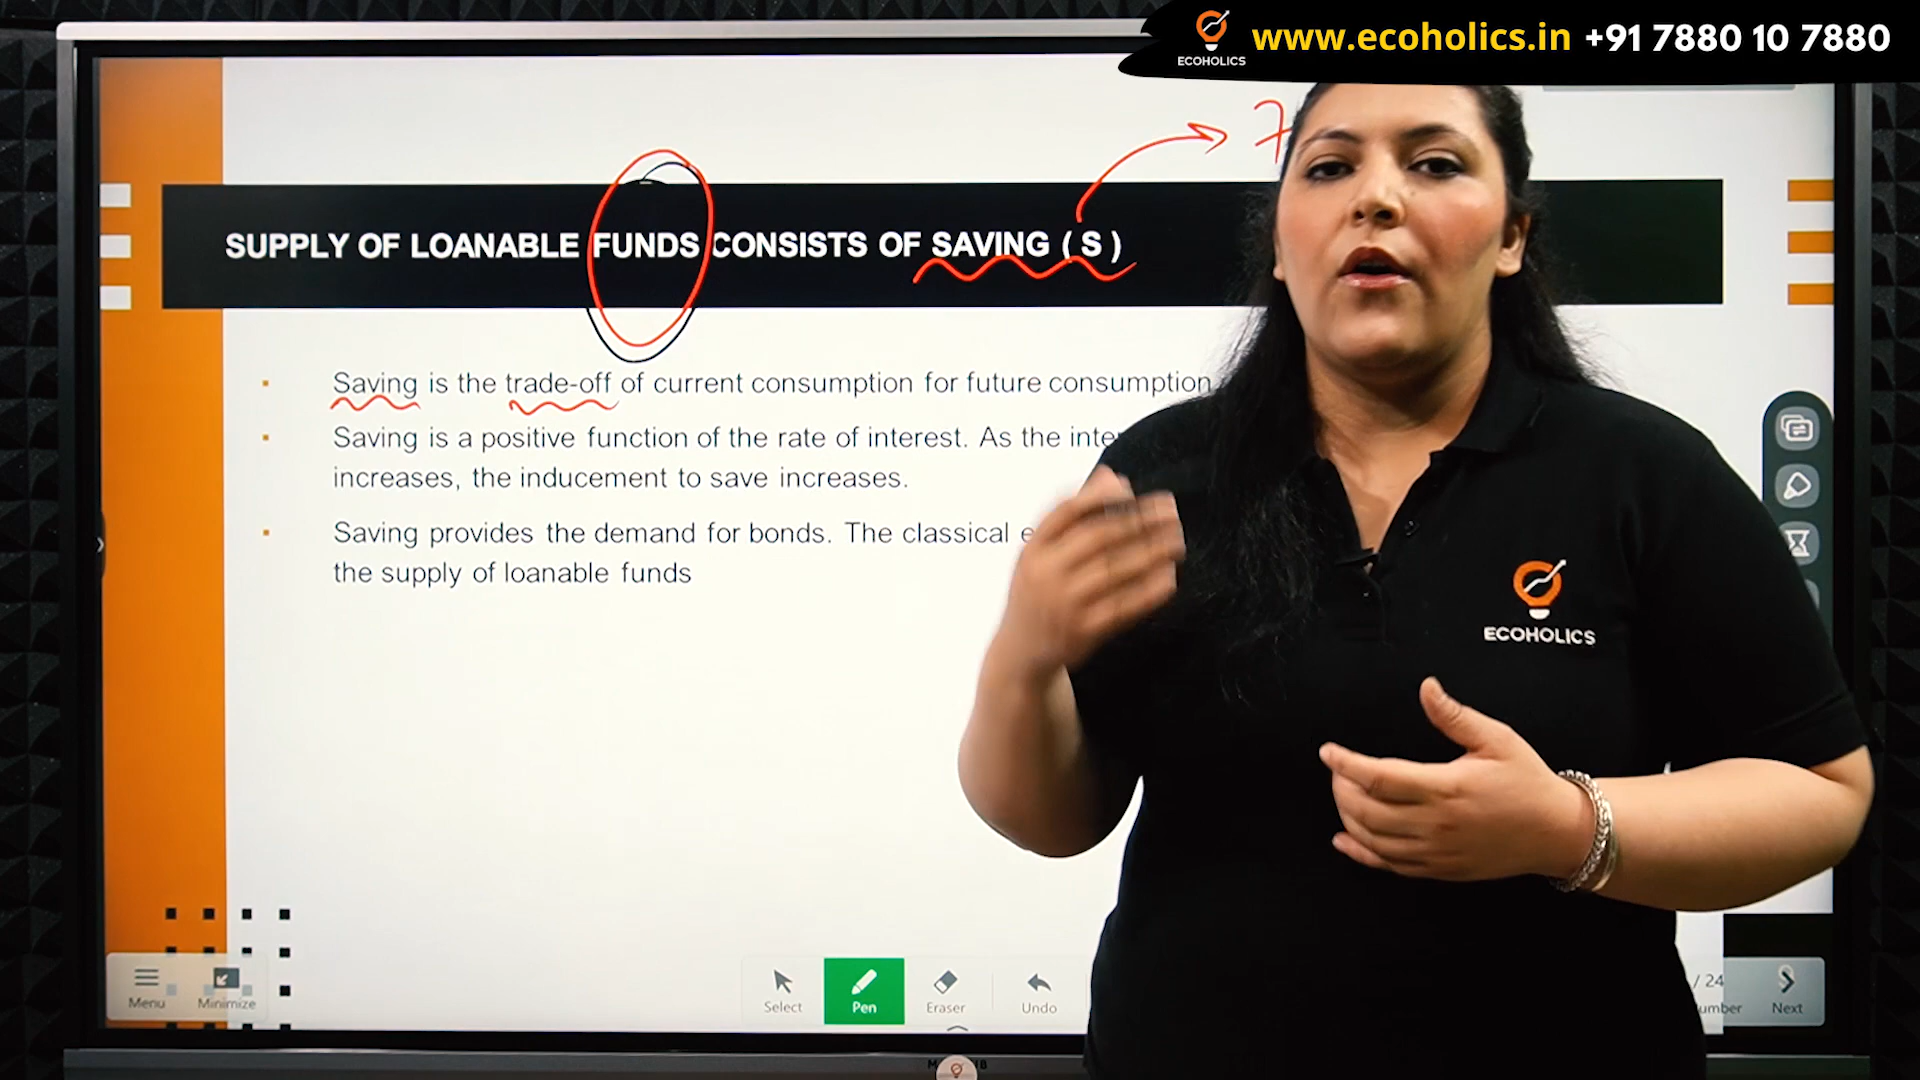 ECOHOLICS
www.ecoholics.in +91 7880 10 7880
7
SUPPLY OF LOANABLE FUNDS CONSISTS OF SAVING ( S )
Saving is the trade-off of current consumption for future consumption
Saving is a positive function of the rate of interest. As the
increases, the inducement to save increases.
Saving provides the demand for bonds. The classical
the supply of loanable funds
ECOHOLICS
Menu
Minimize
Select
Pen
Eraser
Undo
/ 24
Next